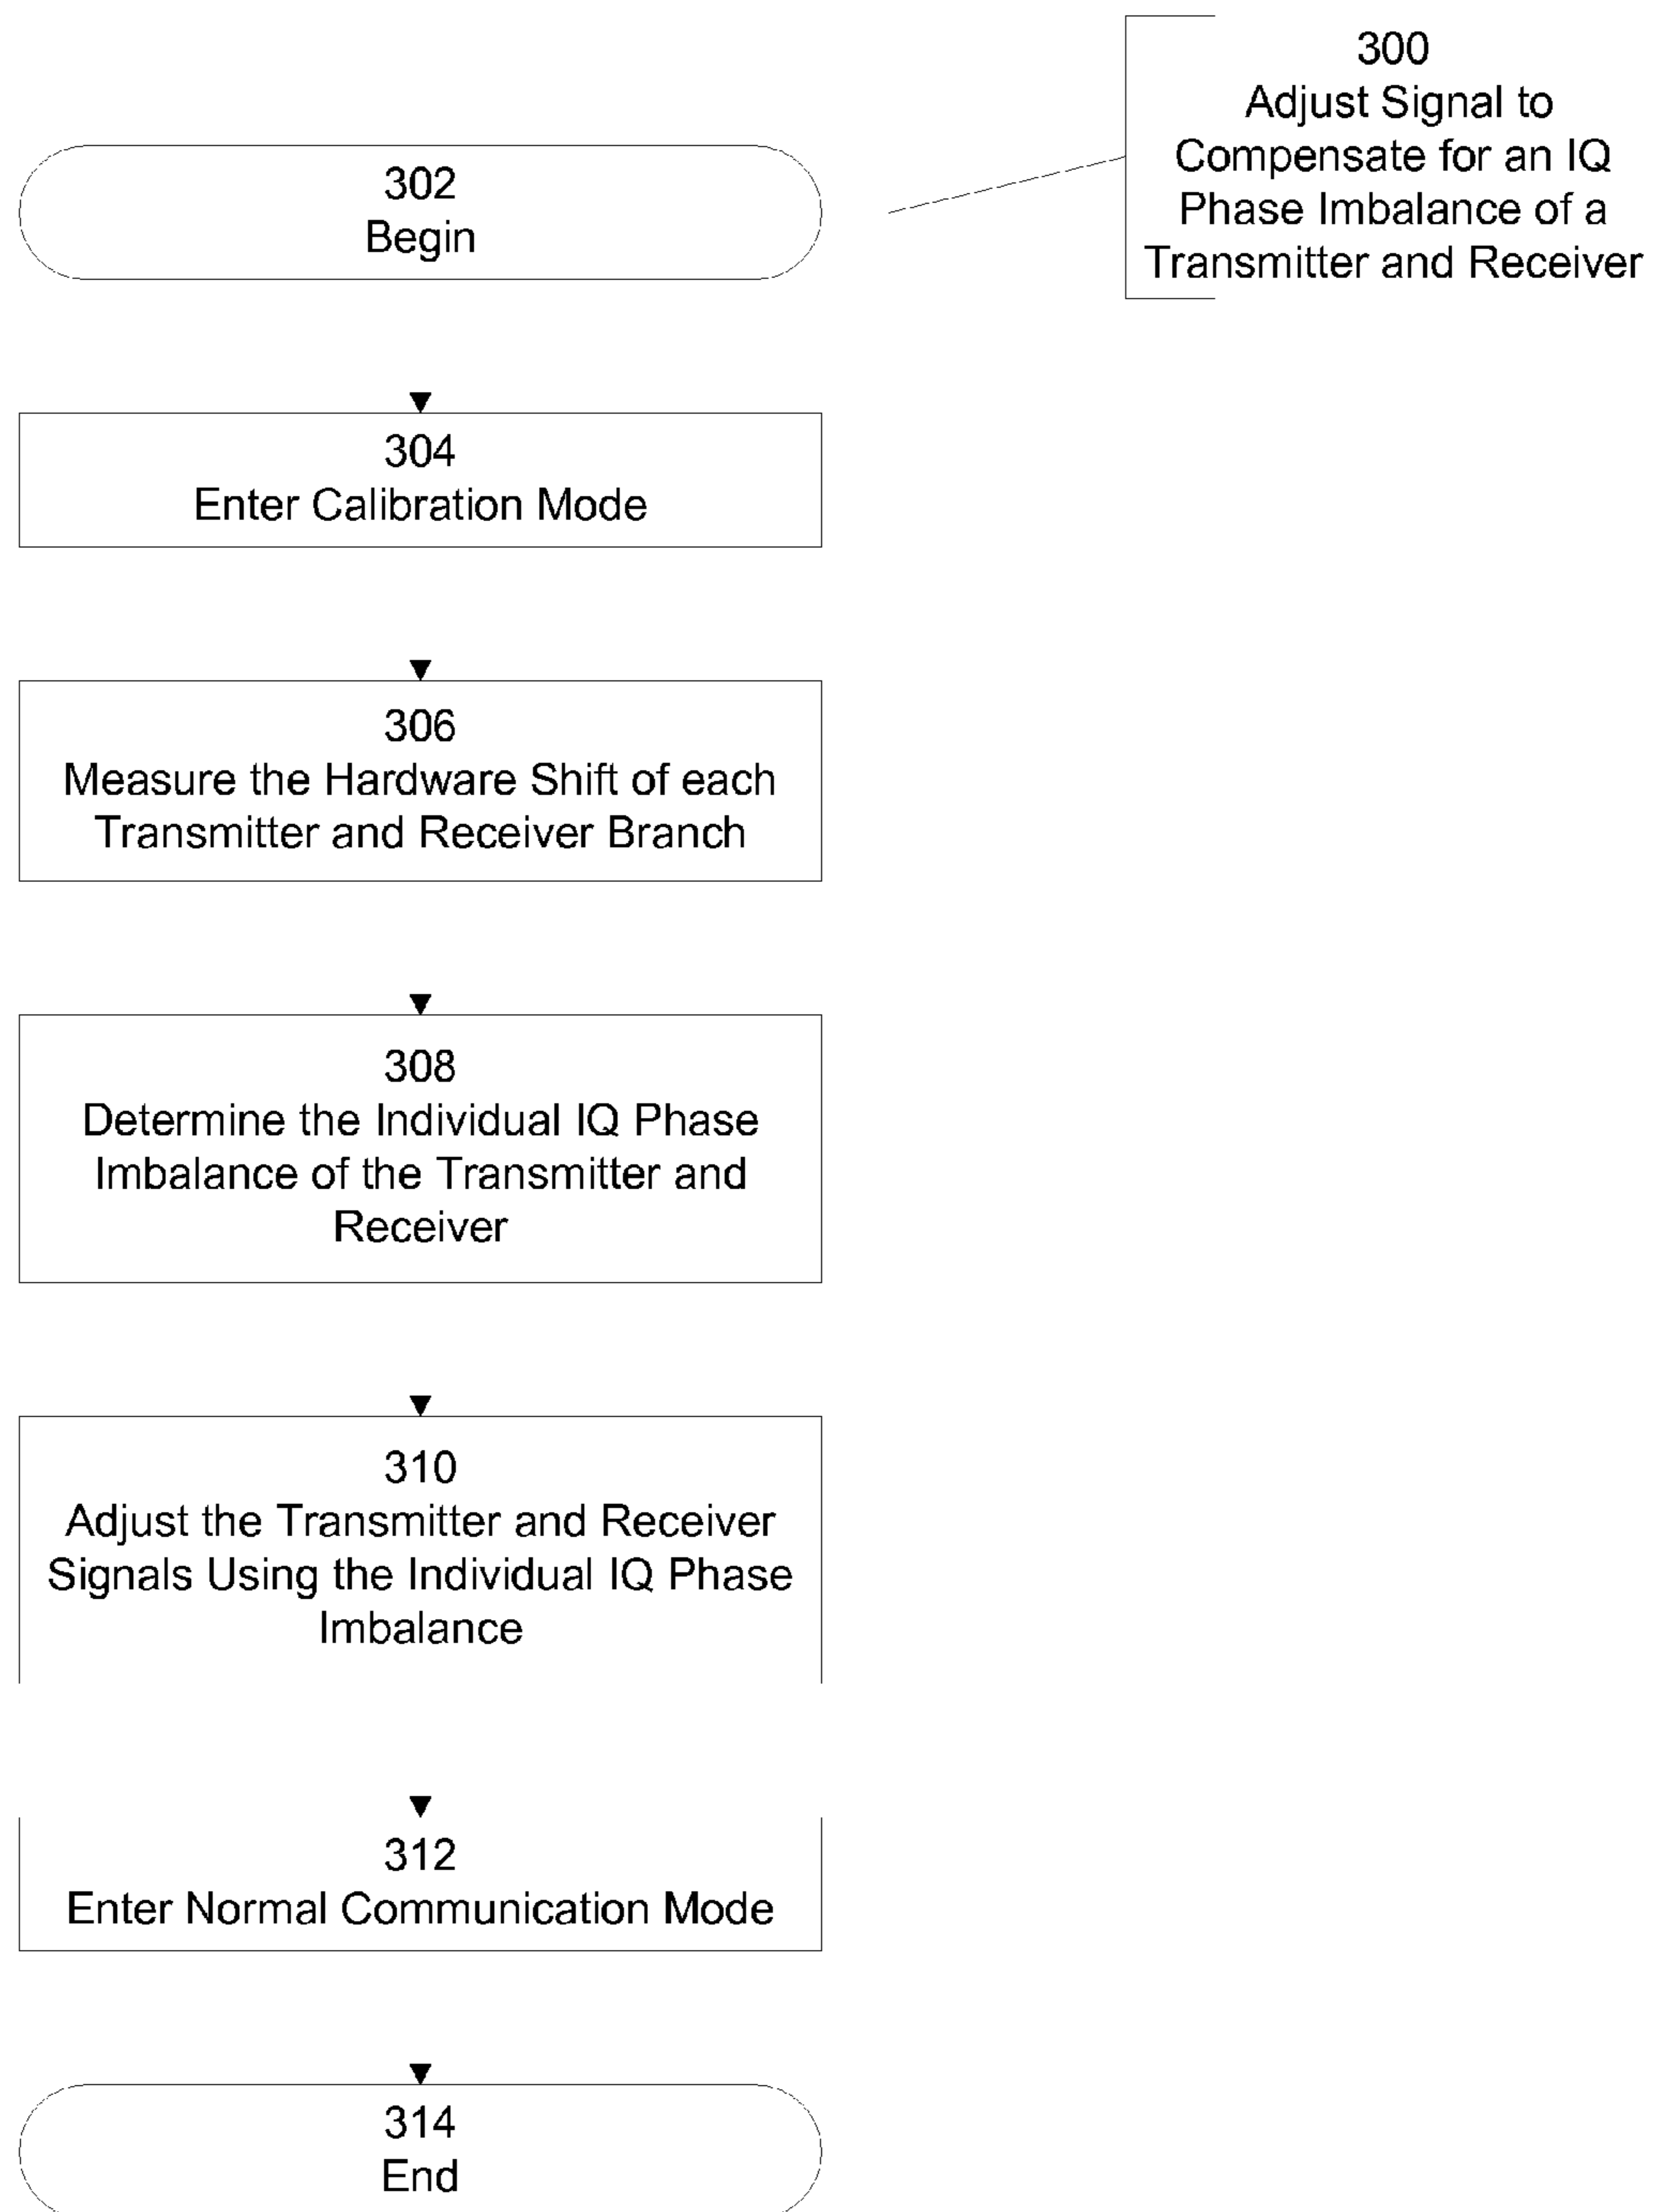 300
Adjust Signal to
Compensate for an IQ
Phase Imbalance of a
Transmitter and Receiver
302
Begin
304
Enter Calibration Mode
306
Measure the Hardware Shift of each
Transmitter and Receiver Branch
308
Determine the Individual IQ Phase
Imbalance of the Transmitter and
Receiver
310
Adjust the Transmitter and Receiver
Signals Using the Individual IQ Phase
Imbalance
312
Enter Normal Communication Mode
314
End